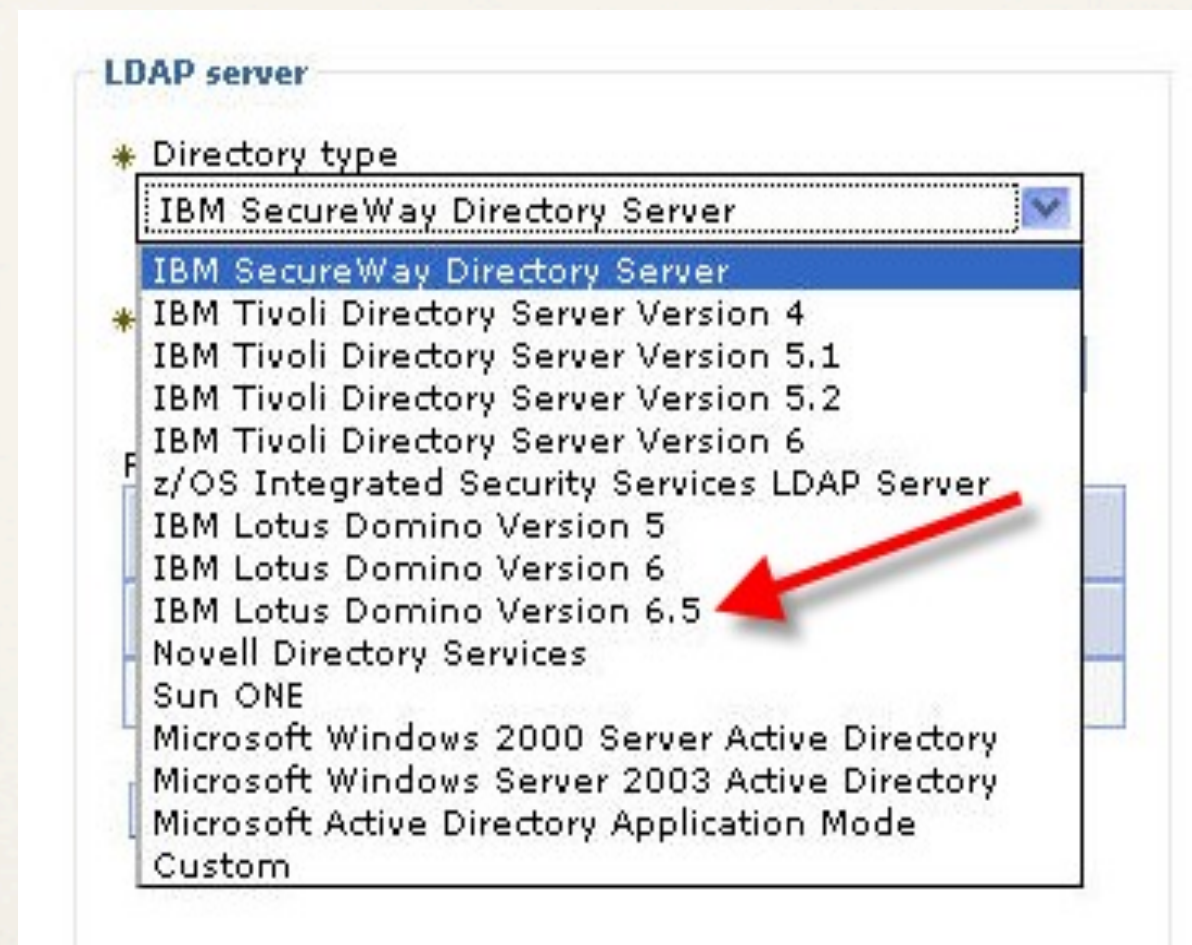 LDAP server
* Directory type
IBM SecureWay Directory Server
IBM SecureWay Directory Server
IBM Tivoli Directory Server Version 4
*
IBM Tivoli Directory Server Version 5.1
IBM Tivoli Directory Server Version 5.2
IBM Tivoli Directory Server Version 6
z/OS Integrated Security Services LDAP Server
IBM Lotus Domino Version 5
IBM Lotus Domino Version 6
IBM Lotus Domino Version 6.5
Novell Directory Services
Sun ONE
Microsoft Windows 2000 Server Active Directory
Microsoft Windows Server 2003 Active Directory
Microsoft Active Directory Application Mode
Custom